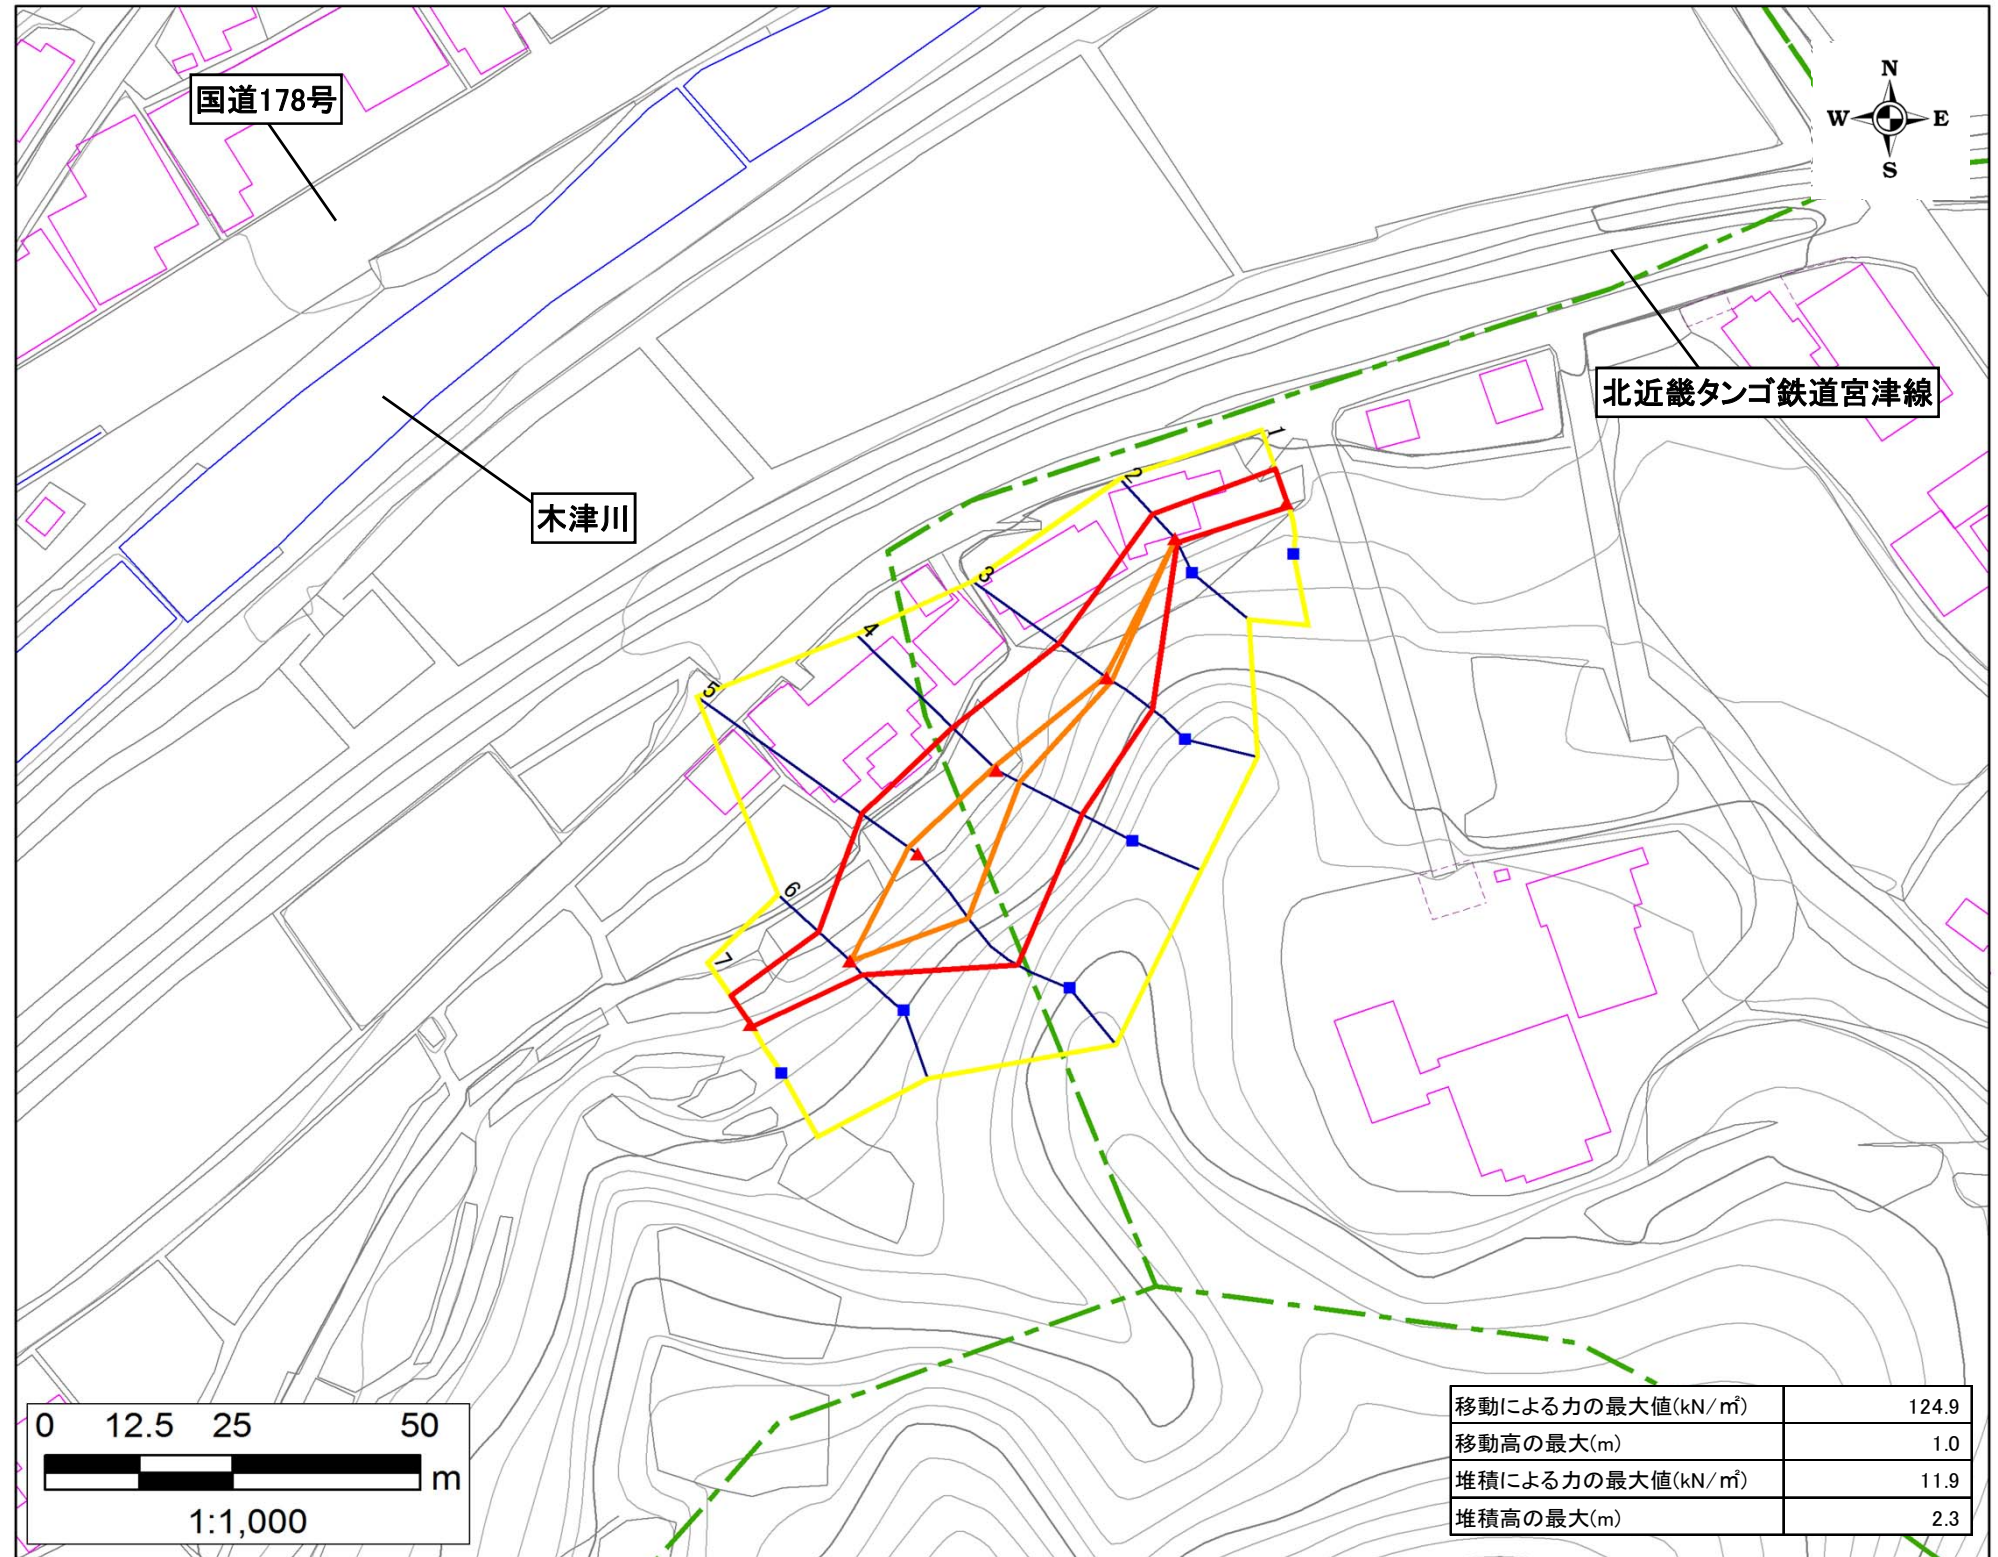 国道178号
N
W
E
S
北近畿タンゴ鉄道宮津線
木津川
1
2
3
4
5
6
7
0 12.5 25 50
m
1:1,000
移動による力の最大値(kN/㎡) 124.9
移動高の最大(m) 1.0
堆積による力の最大値(kN/㎡) 11.9
堆積高の最大(m) 2.3